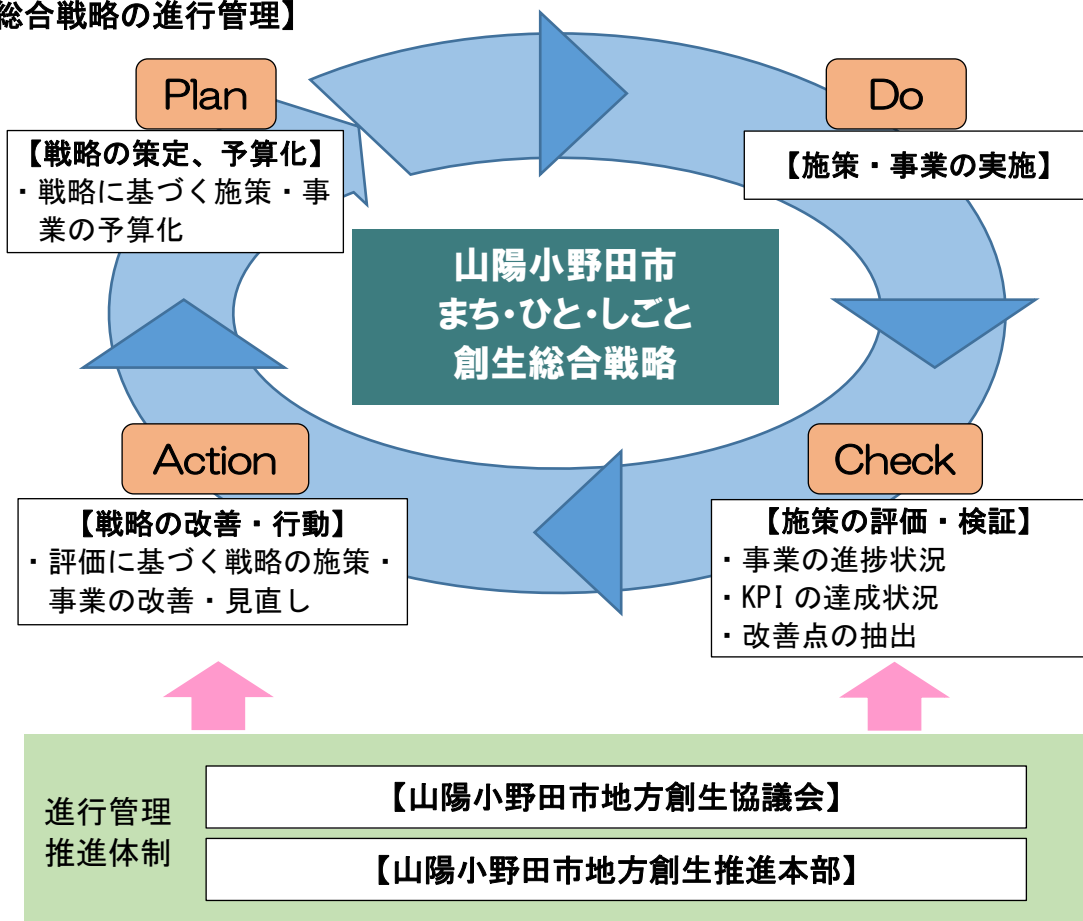 総合戦略の進行管理】
Plan
【戦略の策定、予算化】
・戦略に基づく施策・事
業の予算化
Do
【施策・事業の実施】
山陽小野田市
まち・ひと・しごと
創生総合戦略
Action
【戦略の改善・行動】
・評価に基づく戦略の施策・
事業の改善・見直し
Check
【施策の評価・検証】
・事業の進捗状況
・KPI の達成状況
・改善点の抽出
進行管理
推進体制
【山陽小野田市地方創生協議会】
【山陽小野田市地方創生推進本部】